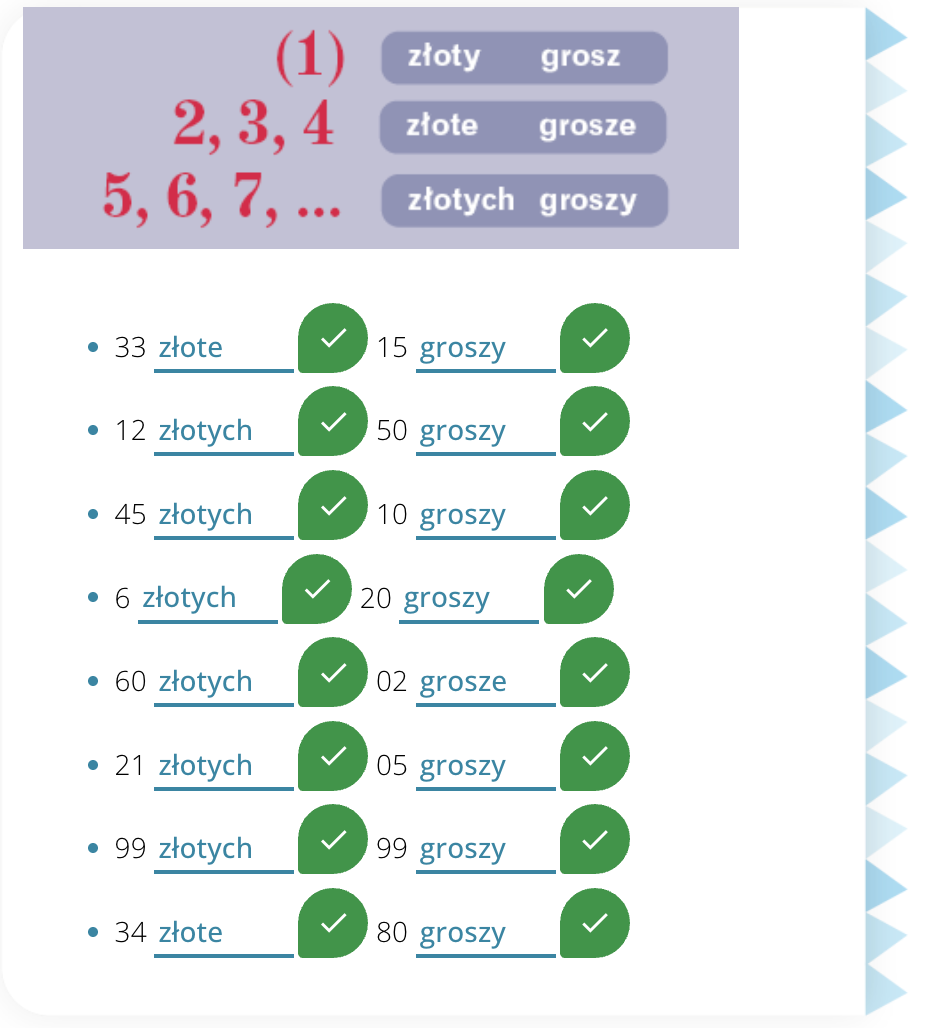 (1) złoty grosz
2, 3, 4 złote grosze
5, 6, 7, ... złotych groszy
• 33 złote 15 groszy
• 12 złotych 50 groszy
• 45 złotych 10 groszy
• 6 złotych 20 groszy
• 60 złotych 02 grosze
• 21 złotych 05 groszy
• 99 złotych 99 groszy
• 34 złote 80 groszy